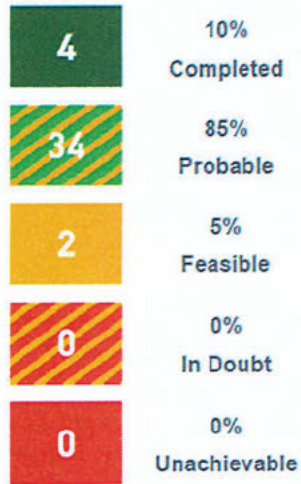 4
10%
Completed
34
85%
Probable
2
5%
Feasible
0
0%
In Doubt
0
0%
Unachievable